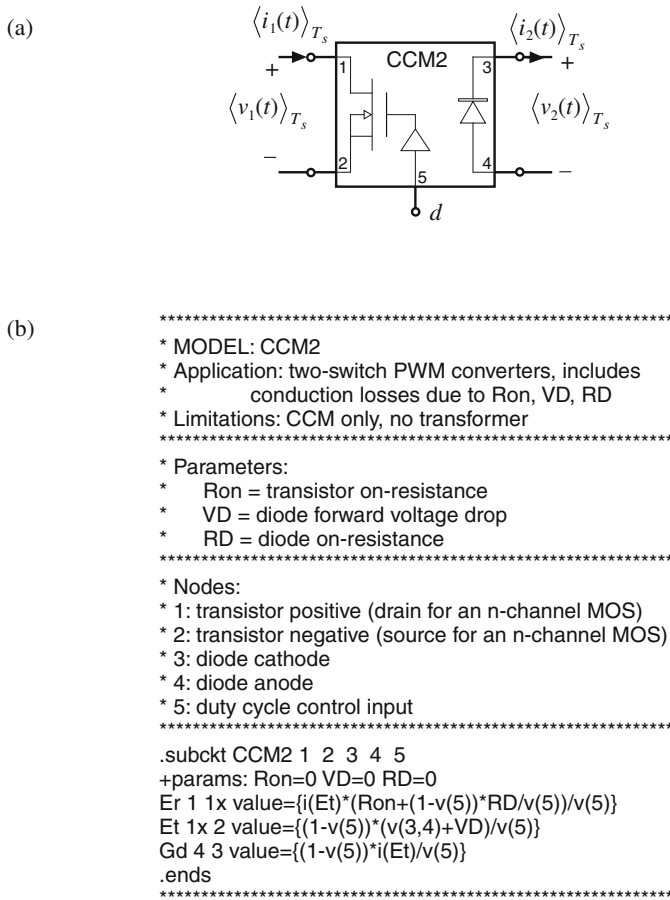 (a)
⟨i₁(t)⟩Tₛ
⟨i₂(t)⟩Tₛ
CCM2
1
3
+
+
⟨v₁(t)⟩Tₛ
⟨v₂(t)⟩Tₛ
−
2
4
−
5
d
(b)
****************************************************************
* MODEL: CCM2
* Application: two-switch PWM converters, includes
* conduction losses due to Ron, VD, RD
* Limitations: CCM only, no transformer
****************************************************************
* Parameters:
* Ron = transistor on-resistance
* VD = diode forward voltage drop
* RD = diode on-resistance
****************************************************************
* Nodes:
* 1: transistor positive (drain for an n-channel MOS)
* 2: transistor negative (source for an n-channel MOS)
* 3: diode cathode
* 4: diode anode
* 5: duty cycle control input
****************************************************************
.subckt CCM2 1 2 3 4 5
+params: Ron=0 VD=0 RD=0
Er 1 1x value={i(Et)*(Ron+(1-v(5))*RD/v(5))/v(5)}
Et 1x 2 value={(1-v(5))*(v(3,4)+VD)/v(5)}
Gd 4 3 value={(1-v(5))*i(Et)/v(5)}
.ends
****************************************************************